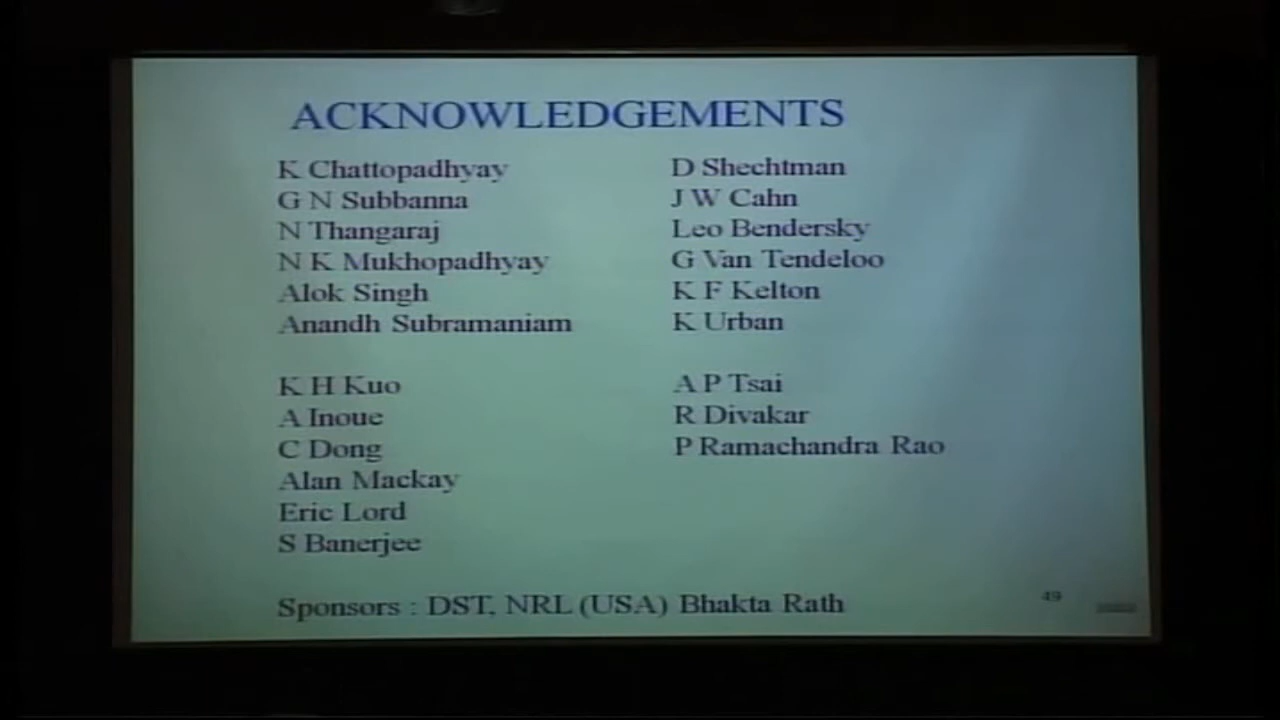 ACKNOWLEDGEMENTS
K Chattopadhyay
G N Subbanna
N Thangaraj
N K Mukhopadhyay
Alok Singh
Anandh Subramaniam
D Shechtman
J W Cahn
Leo Bendersky
G Van Tendeloo
K F Kelton
K Urban
K H Kuo
A Inoue
C Dong
Alan Mackay
Eric Lord
S Banerjee
A P Tsai
R Divakar
P Ramachandra Rao
Sponsors : DST, NRL (USA) Bhakta Rath
49